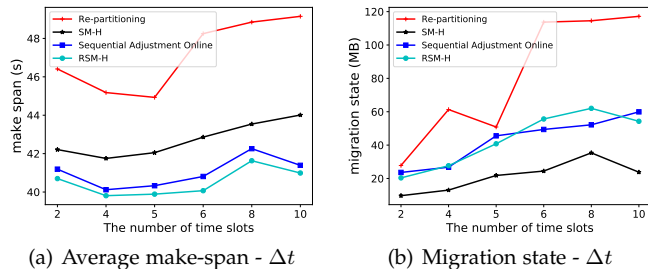 Re-partitioning
SM-H
Sequential Adjustment Online
RSM-H
make span (s)
48
46
44
42
40
2 4 5 6 8 10
The number of time slots
(a) Average make-span - Δt
Re-partitioning
SM-H
Sequential Adjustment Online
RSM-H
migration state (MB)
120
100
80
60
40
20
2 4 5 6 8 10
The number of time slots
(b) Migration state - Δt